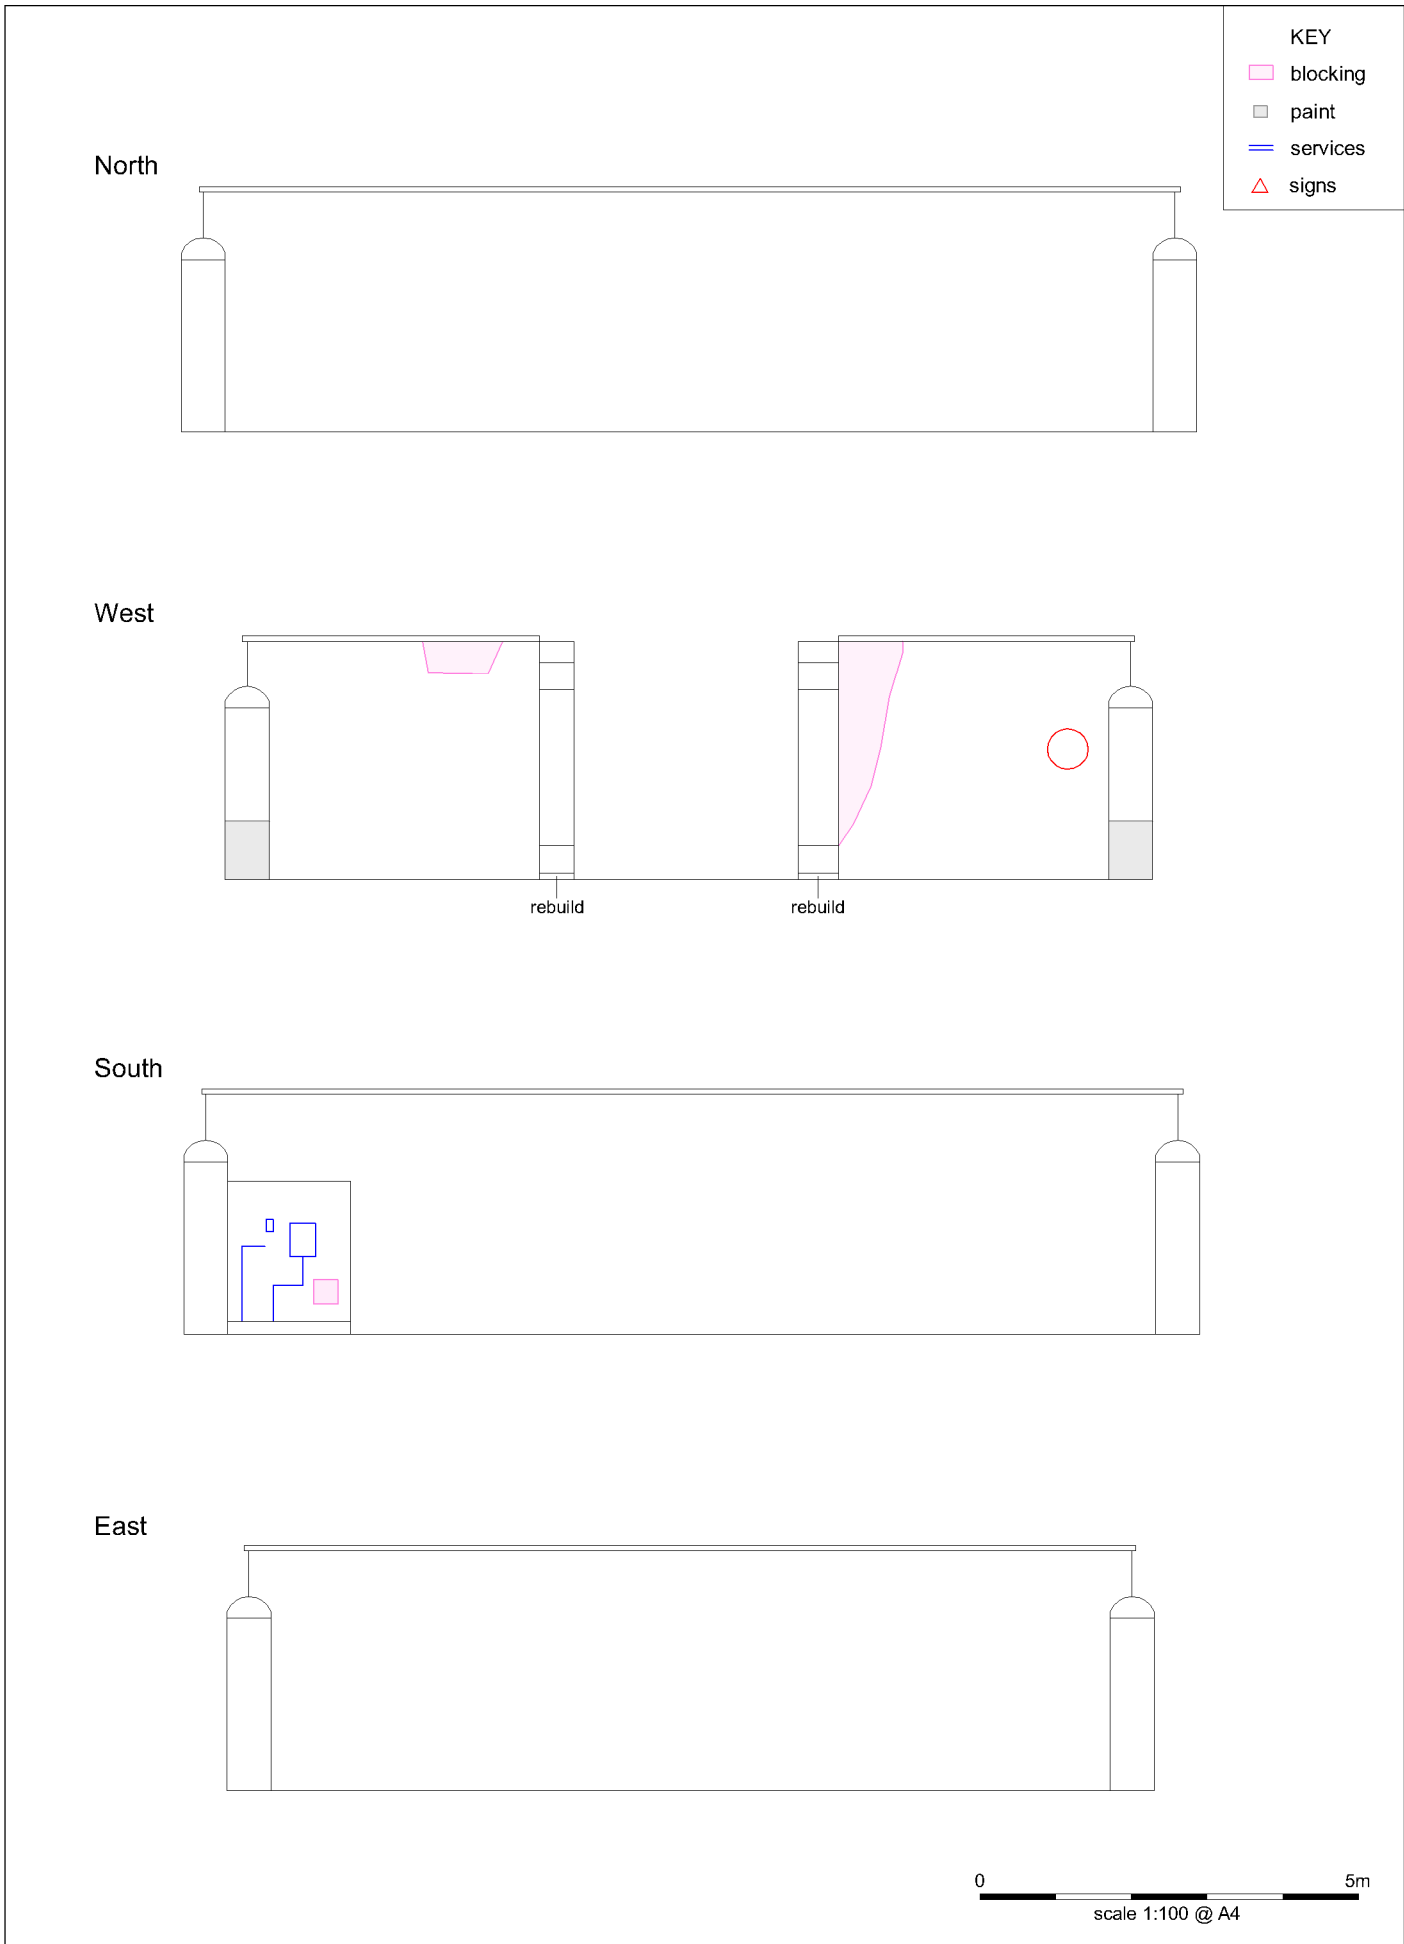 KEY
blocking
paint
services
signs
North
West
rebuild
rebuild
South
East
0
5m
scale 1:100 @ A4